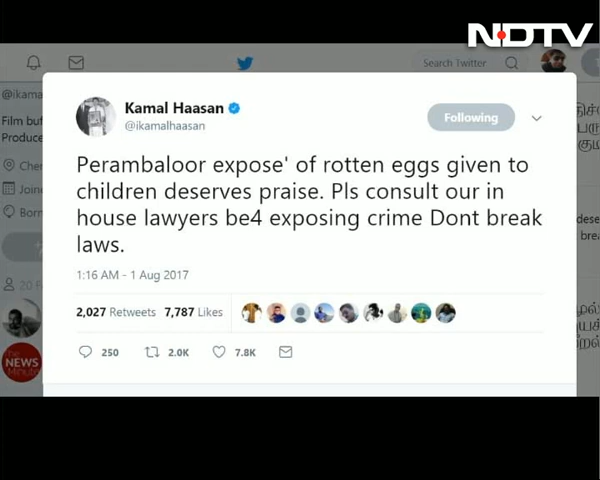 NDTV
Search Twitter
@ikama
Film buf
Produce
Cher
Join
Born
20 F
NEWS
Kamal Haasan
@ikamalhaasan
Following
Perambaloor expose' of rotten eggs given to
children deserves praise. Pls consult our in
house lawyers be4 exposing crime Dont break
laws.
1:16 AM - 1 Aug 2017
2,027 Retweets 7,787 Likes
250 2.0K 7.8K
dese
brea